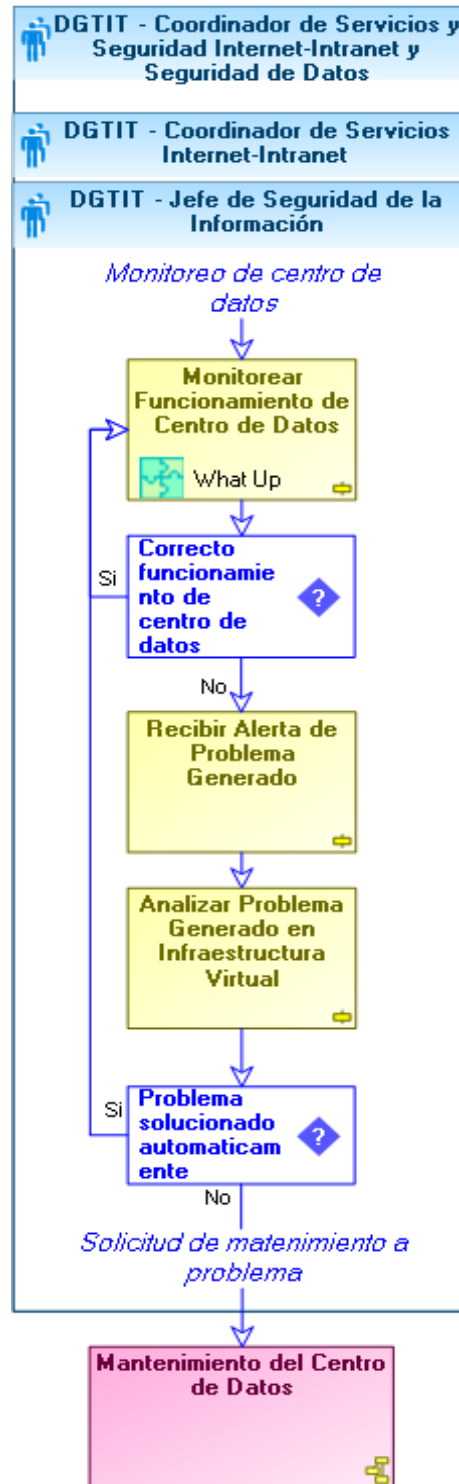 DGTIT - Coordinador de Servicios y
Seguridad Internet-Intranet y
Seguridad de Datos
DGTIT - Coordinador de Servicios
Internet-Intranet
DGTIT - Jefe de Seguridad de la
Información
Monitoreo de centro de
datos
Monitorear
Funcionamiento de
Centro de Datos
What Up
Correcto
funcionamie
nto de
centro de
datos
?
Si
No
Recibir Alerta de
Problema
Generado
Analizar Problema
Generado en
Infraestructura
Virtual
Problema
solucionado
automaticam
ente
?
Si
No
Solicitud de matenimiento a
problema
Mantenimiento del Centro
de Datos